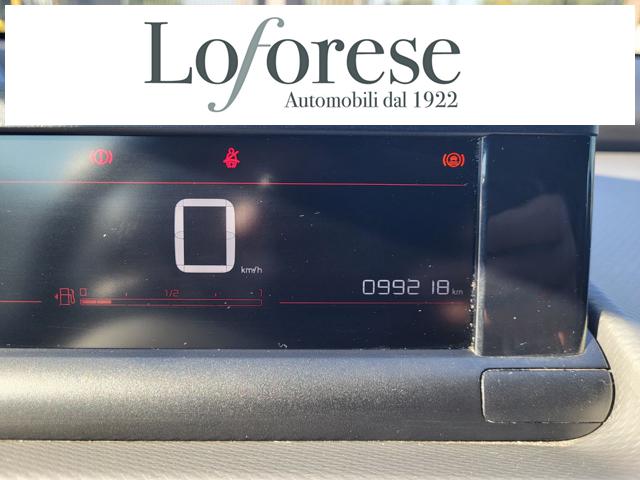 Loforese
Automobili dal 1922
0 km/h
0 1/2 1
099218 km